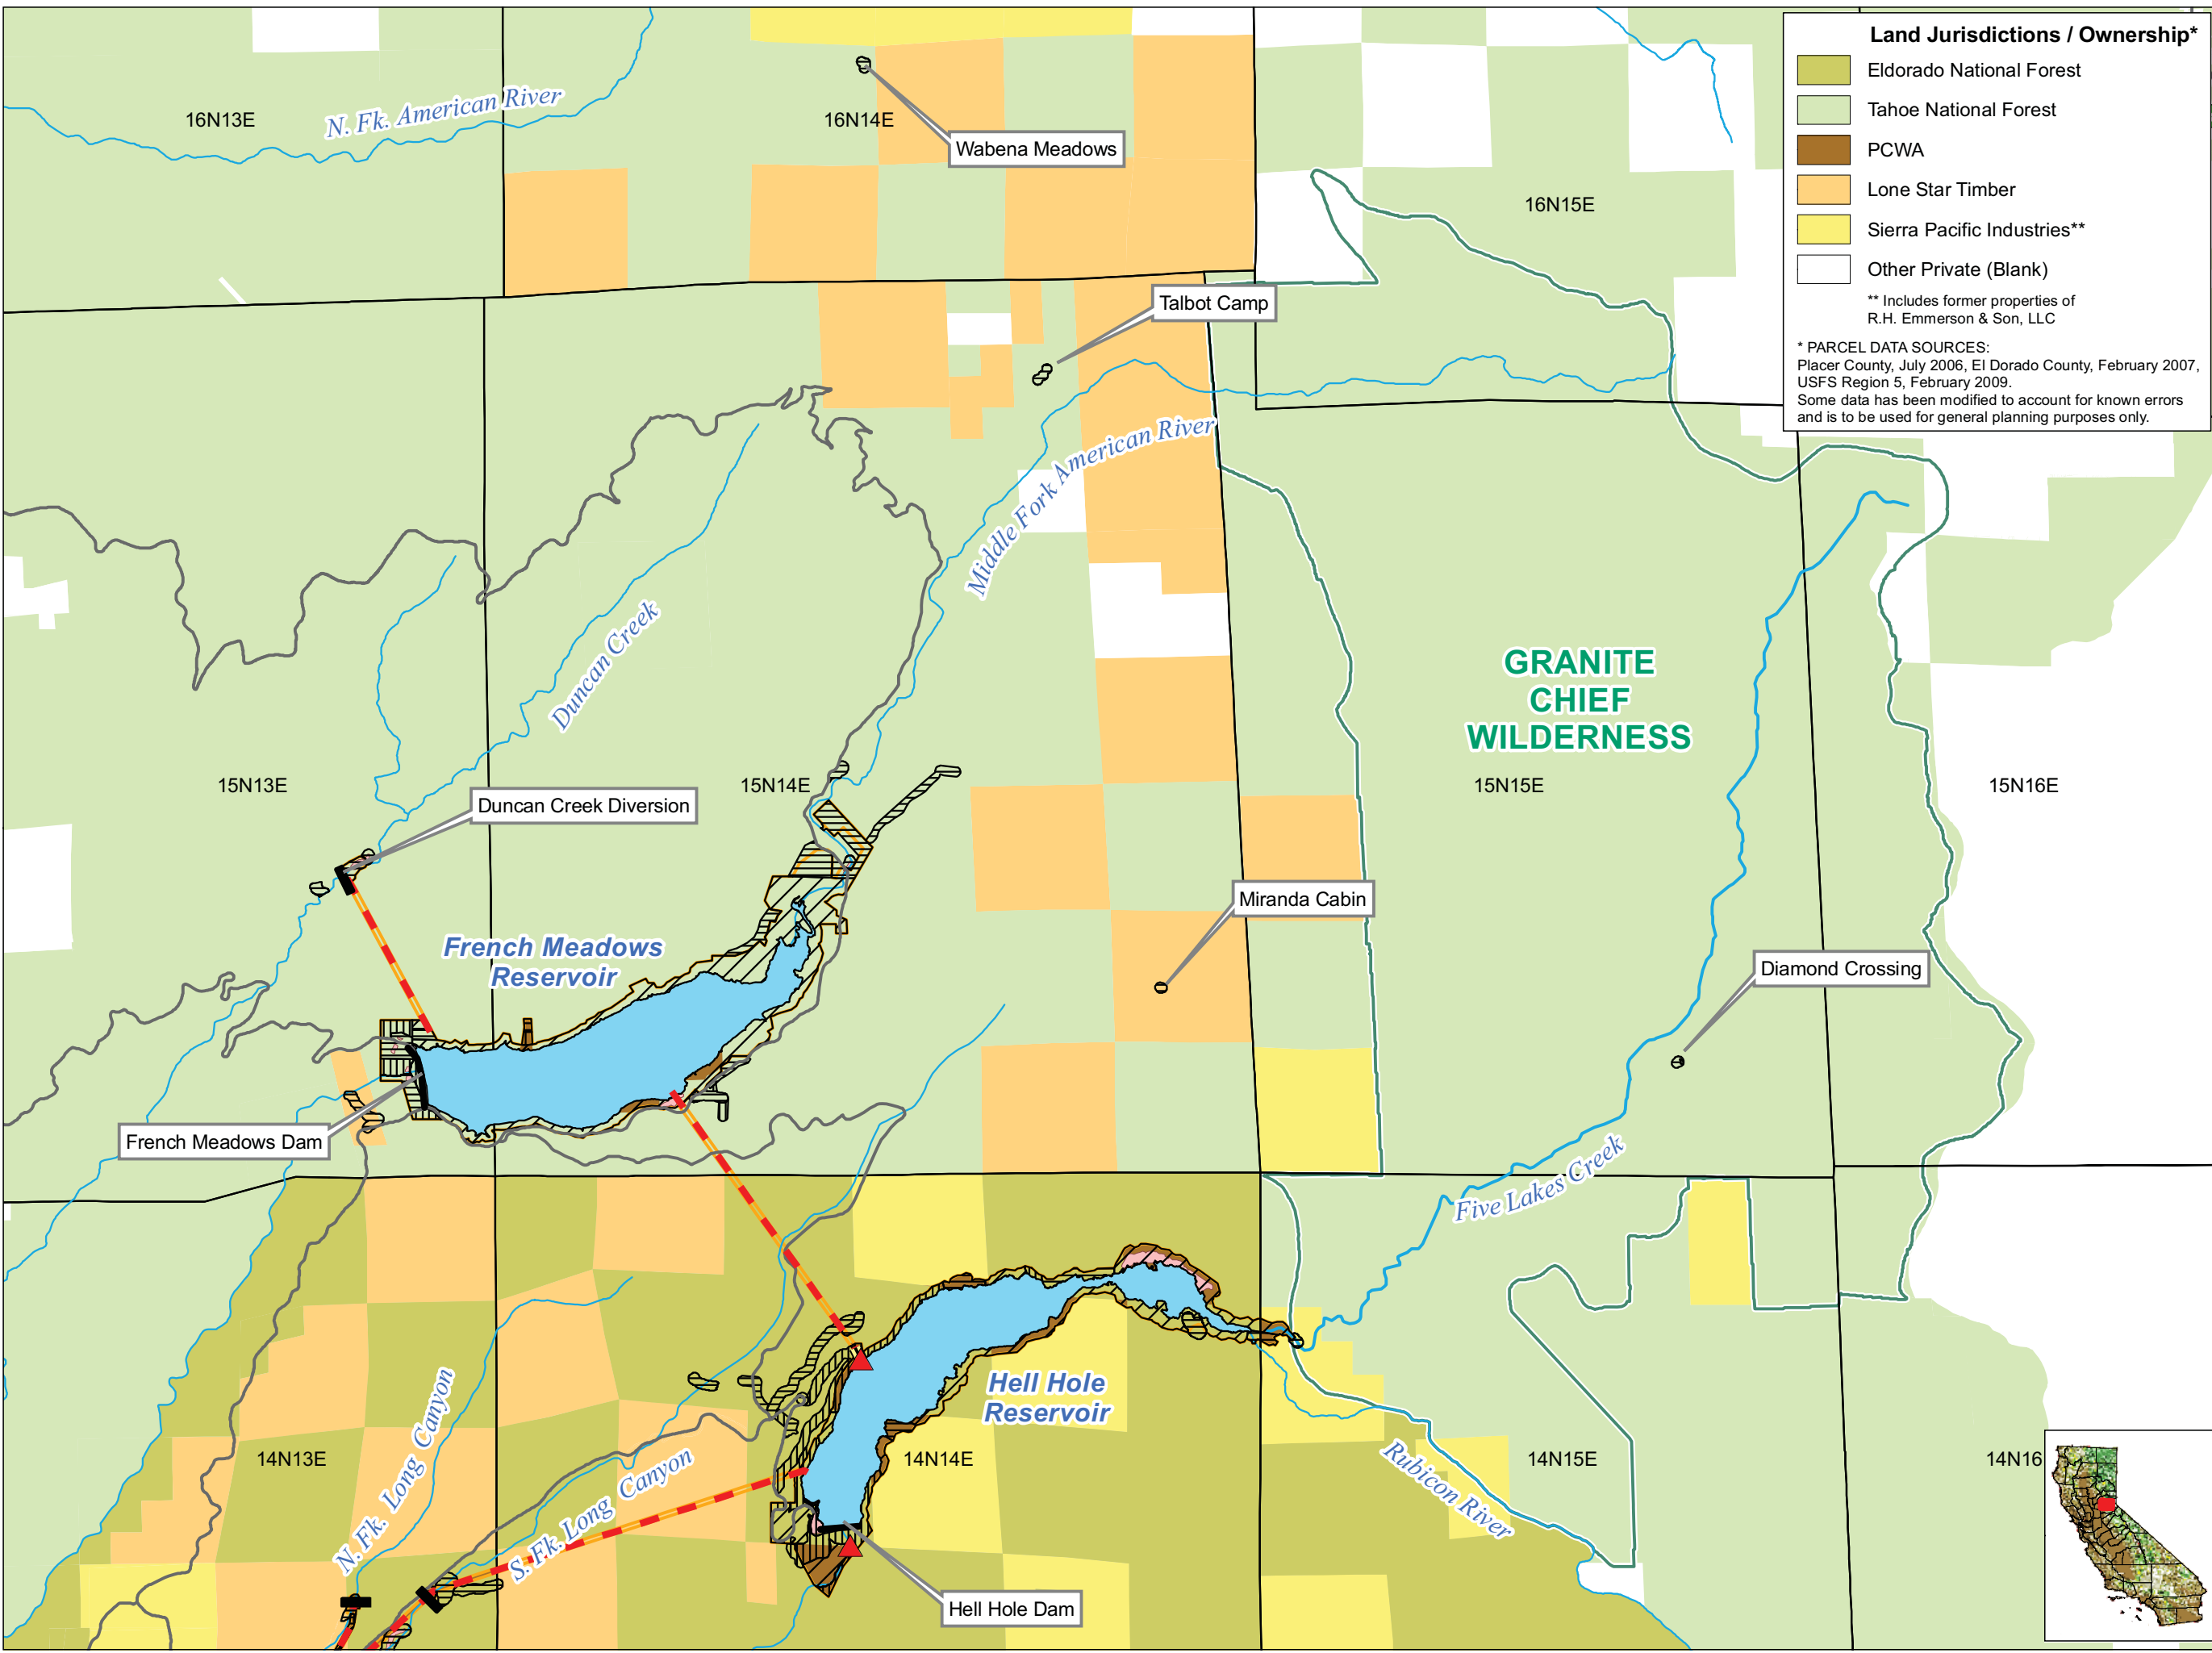 Land Jurisdictions / Ownership*
Eldorado National Forest
Tahoe National Forest
PCWA
Lone Star Timber
Sierra Pacific Industries**
Other Private (Blank)
** Includes former properties of
R.H. Emmerson & Son, LLC
* PARCEL DATA SOURCES:
Placer County, July 2006, El Dorado County, February 2007,
USFS Region 5, February 2009.
Some data has been modified to account for known errors
and is to be used for general planning purposes only.
16N13E
N. Fk. American River
16N14E
Wabena Meadows
16N15E
Talbot Camp
Middle Fork American River
Duncan Creek
GRANITE
CHIEF
WILDERNESS
15N13E
15N14E
15N15E
15N16E
Duncan Creek Diversion
Miranda Cabin
French Meadows
Reservoir
Diamond Crossing
French Meadows Dam
Five Lakes Creek
Hell Hole
Reservoir
14N13E
N. Fk. Long Canyon
S. Fk. Long Canyon
14N14E
Rubicon River
14N15E
14N16
Hell Hole Dam